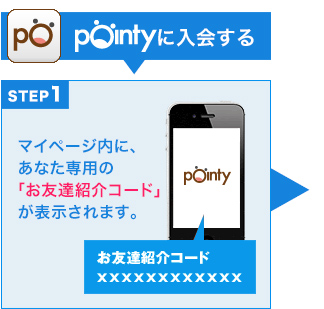 pO pointyに入会する
STEP1
マイページ内に、
あなた専用の
「お友達紹介コード」
が表示されます。
pointy
お友達紹介コード
xxxxxxxxxxxx